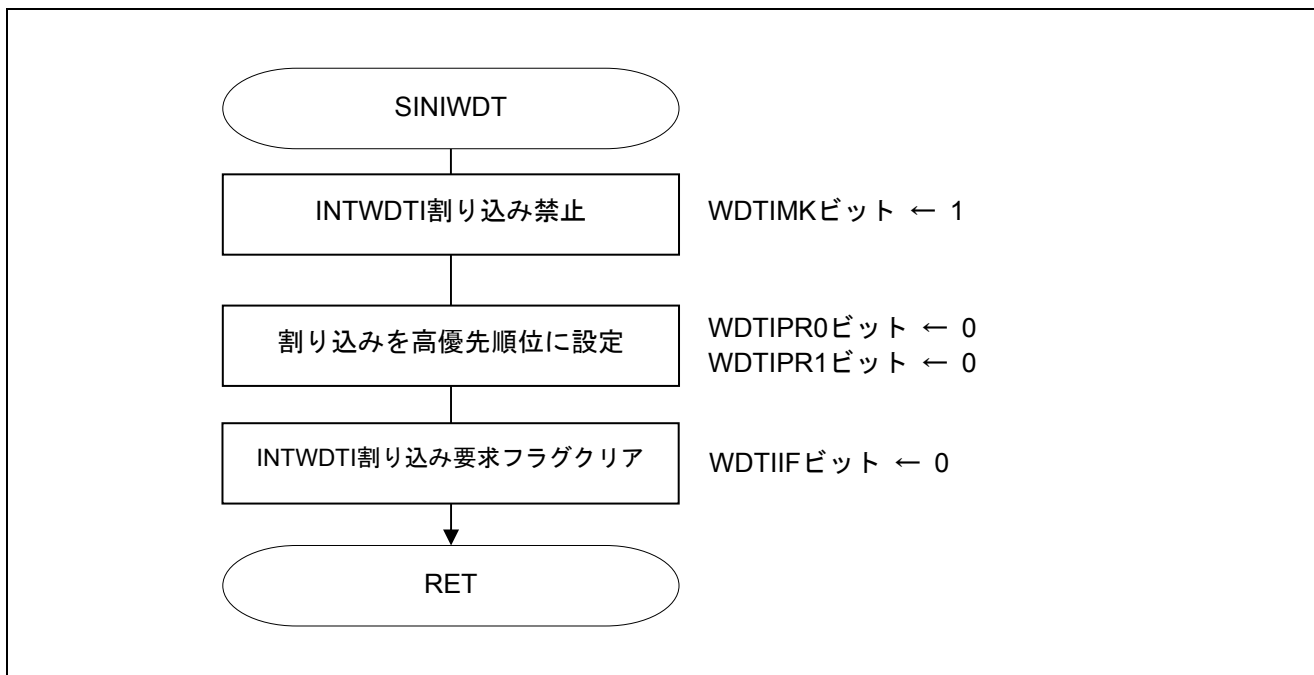 SINIWDT
INTWDTI割り込み禁止
WDTIMKビット ← 1
割り込みを高優先順位に設定
WDTIPR0ビット ← 0
WDTIPR1ビット ← 0
INTWDTI割り込み要求フラグクリア
WDTIIFビット ← 0
RET